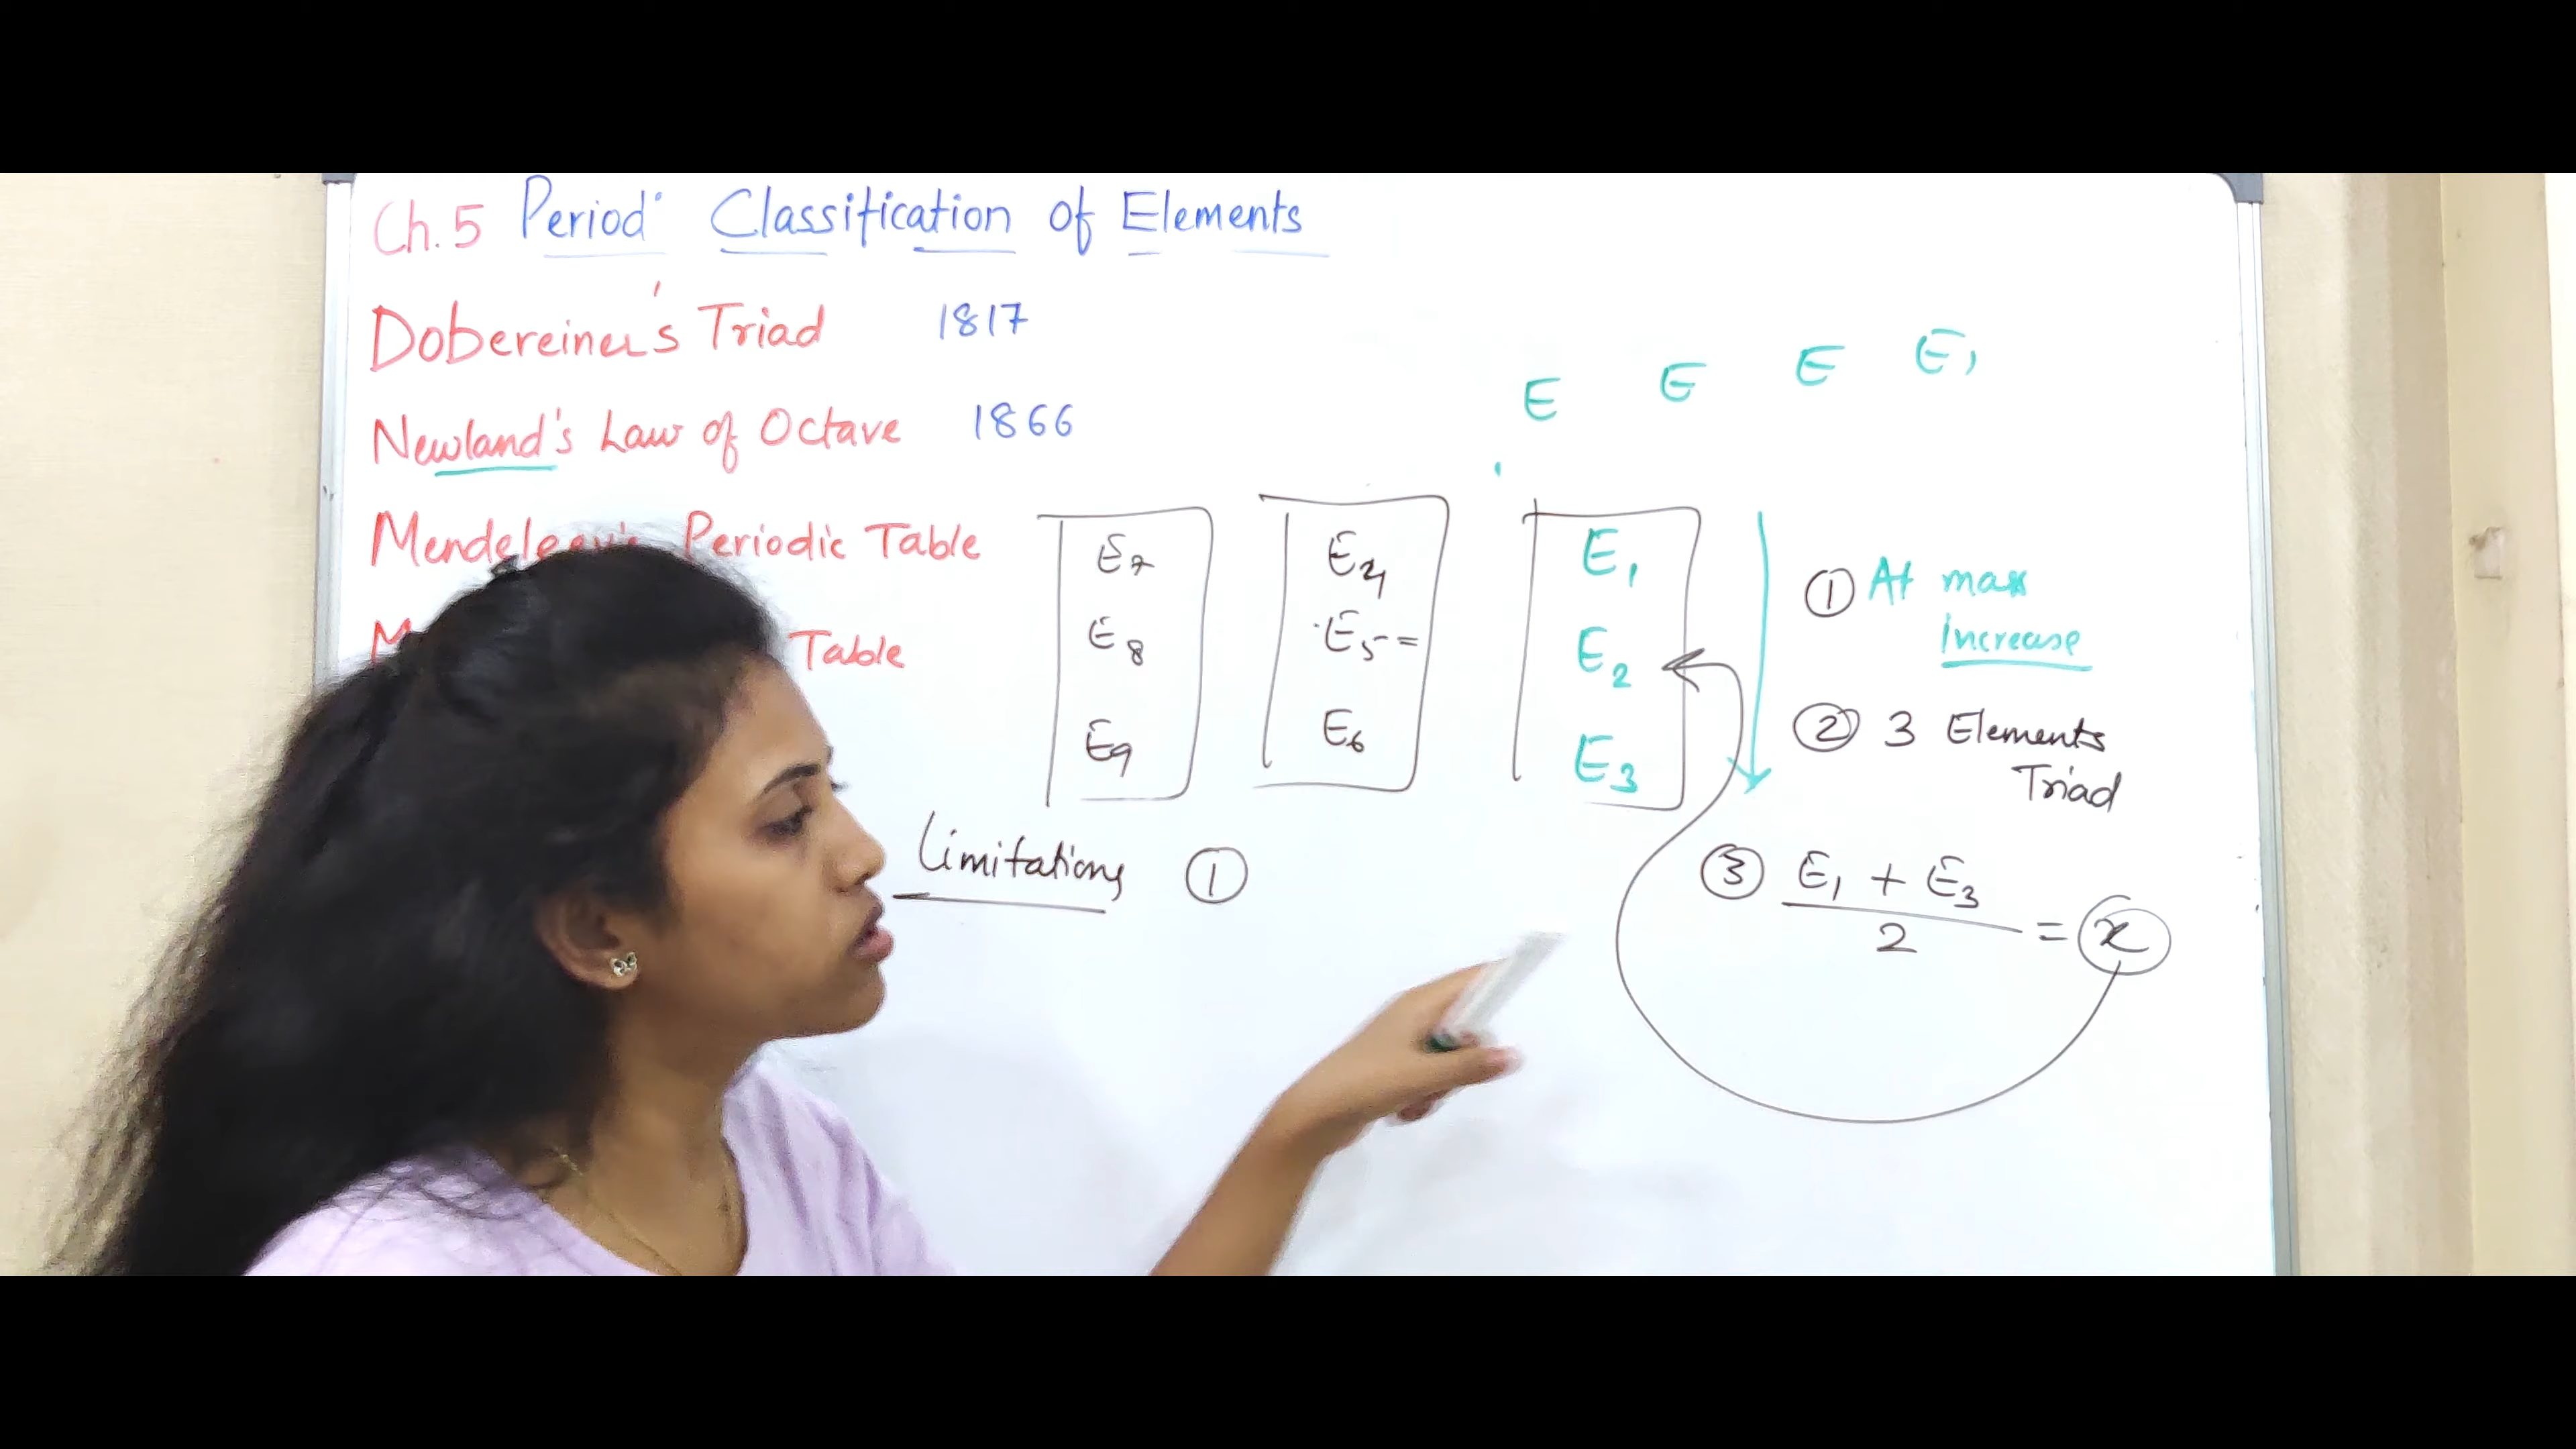 Ch.5 Period Classification of Elements
Dobereiner's Triad 1817
Newland's Law of Octave 1866
Periodic Table
Table
E E E E,
E7 E4 E1
E8 E5 = E2
E9 E6 E3
① At mass
Increase
② 3 Elements
Triad
③ E1 + E3
2
= x
Limitations ①